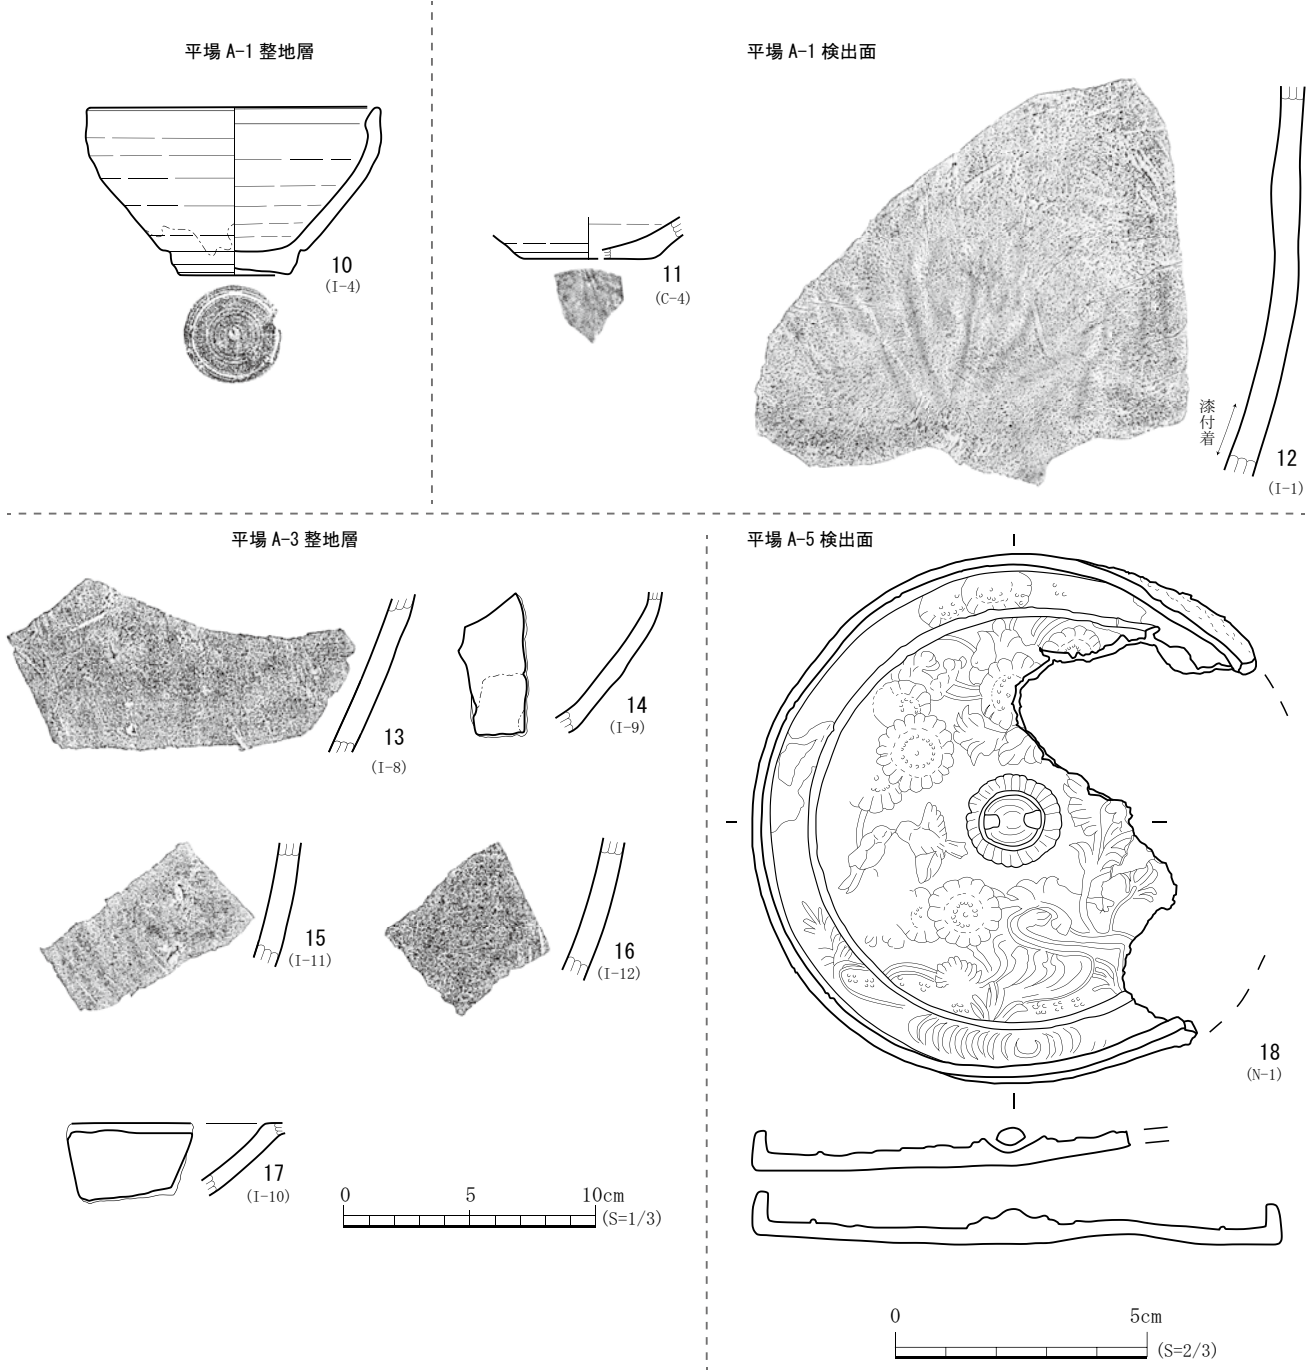 平場 A-1 整地層
10
(I-4)
平場 A-1 検出面
11
(C-4)
漆付着
12
(I-1)
平場 A-3 整地層
13
(I-8)
14
(I-9)
15
(I-11)
16
(I-12)
17
(I-10)
0 5 10cm
(S=1/3)
平場 A-5 検出面
18
(N-1)
0 5cm
(S=2/3)